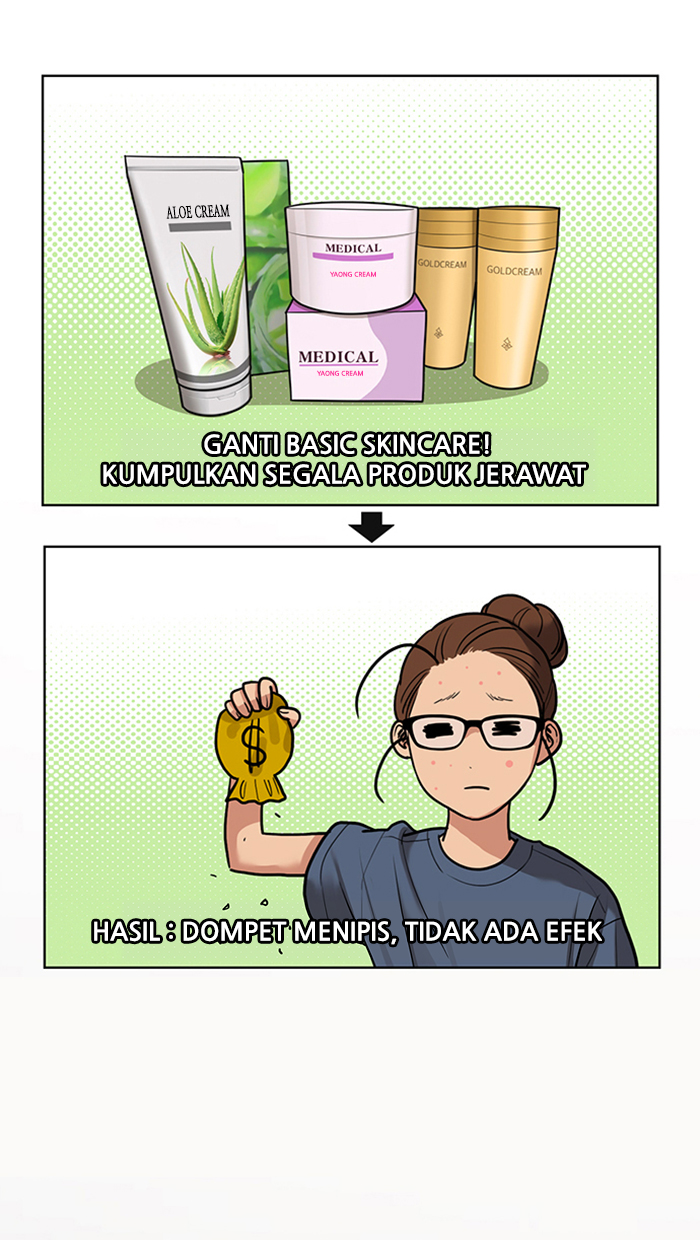 ALOE CREAM
MEDICAL
YAONG CREAM
GOLDCREAM
GOLDCREAM
MEDICAL
YAONG CREAM
GANTI BASIC SKINCARE!
KUMPULKAN SEGALA PRODUK JERAWAT
$
HASIL : DOMPET MENIPIS, TIDAK ADA EFEK